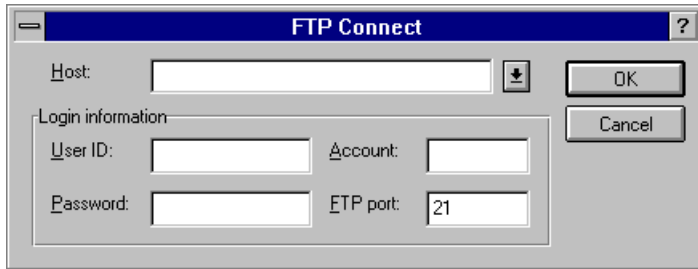 FTP Connect ?
Host: OK
Login information Cancel
User ID: Account:
Password: FTP port: 21